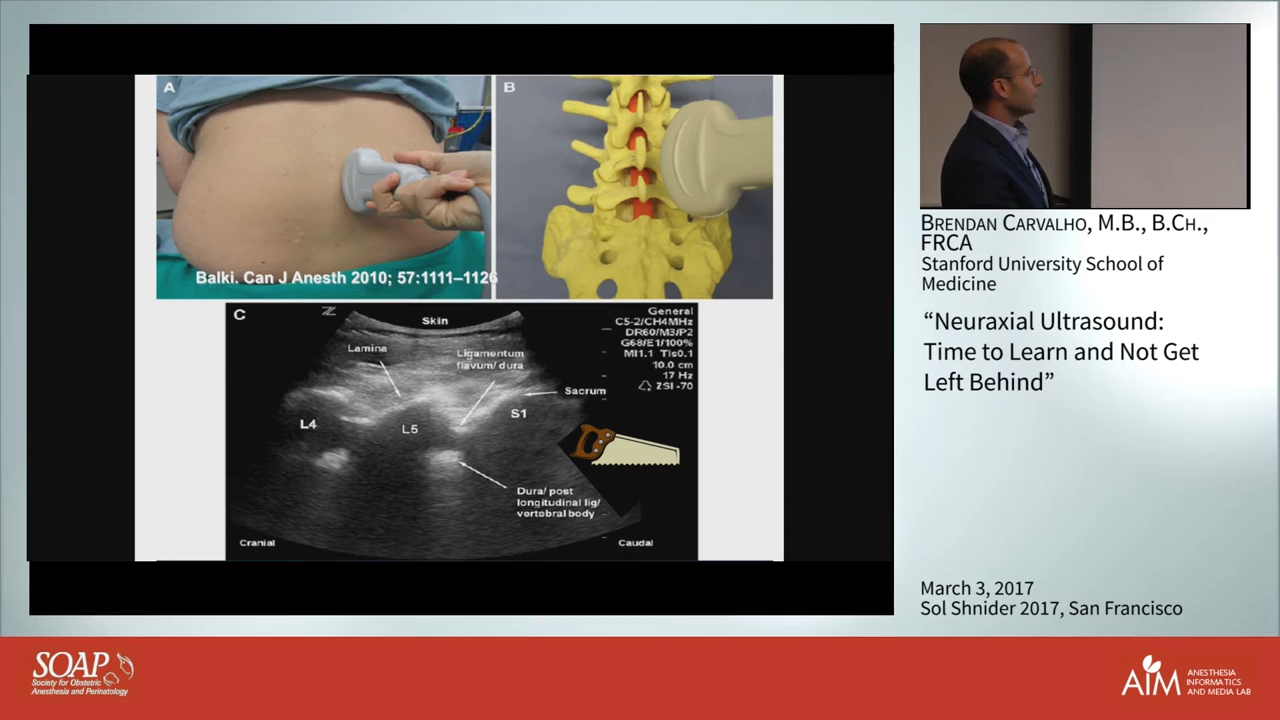 A
B
Balki. Can J Anesth 2010; 57:1111–1126
C
Z
Skin
General
C5-2/CH4MHz
DR60/M3/P2
G68/E1/100%
MI1.1 TIs0.1
10.0 cm
17 Hz
ZSI -70
Lamina
Ligamentum
flavum/ dura
Sacrum
L4
L5
S1
Dura/ post
longitudinal lig/
vertebral body
Cranial
Caudal
BRENDAN CARVALHO, M.B., B.CH.,
FRCA
Stanford University School of
Medicine
“Neuraxial Ultrasound:
Time to Learn and Not Get
Left Behind”
March 3, 2017
Sol Shnider 2017, San Francisco
SOAP
Society for Obstetric
Anesthesia and Perinatology
AIM
ANESTHESIA
INFORMATICS
AND MEDIA LAB